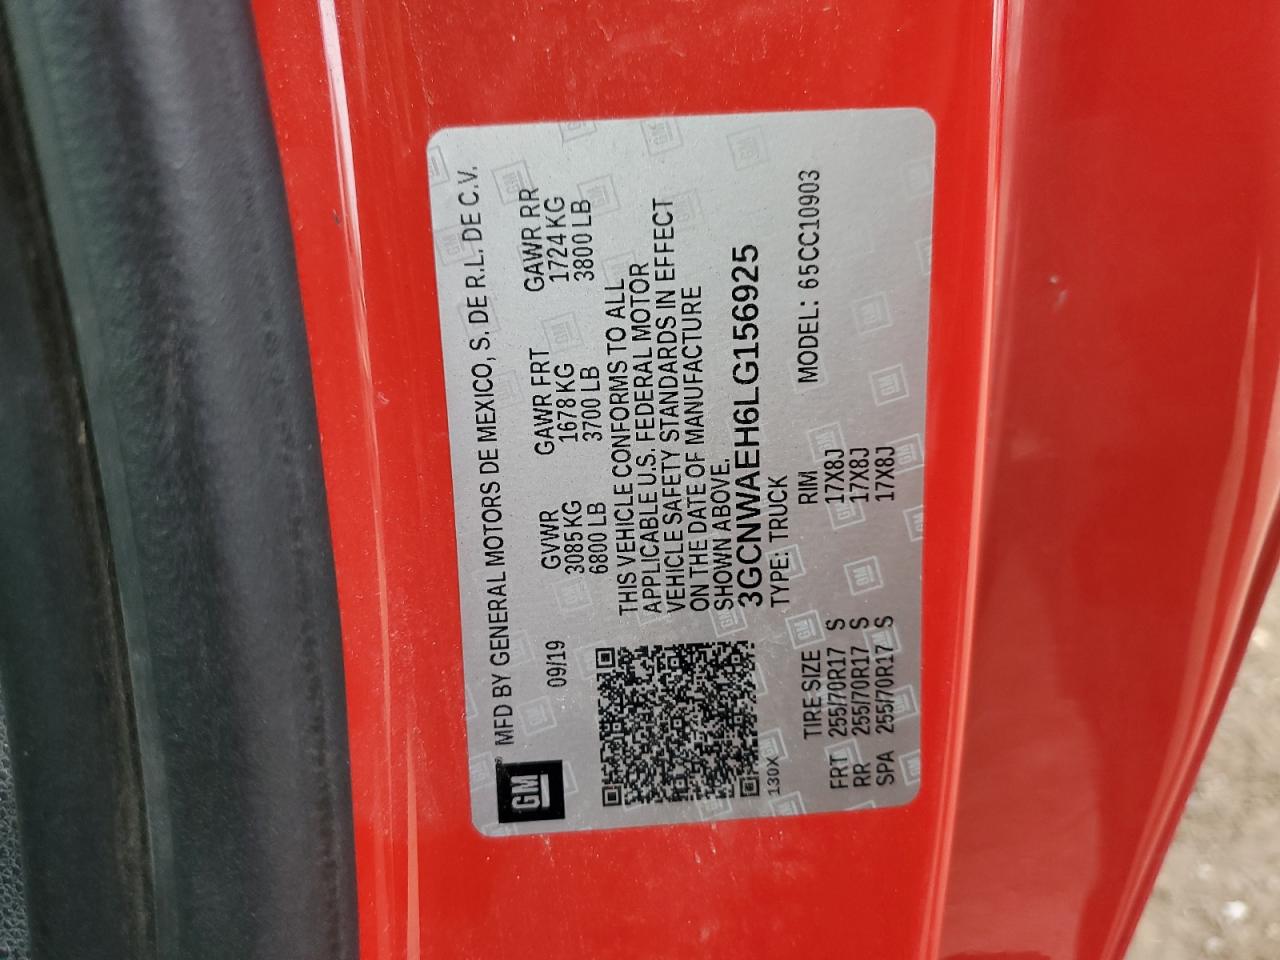 GM
MFD BY GENERAL MOTORS DE MEXICO, S. DE R.L. DE C.V.
09/19 GVWR GAWR FRT GAWR RR
3085 KG 1678 KG 1724 KG
6800 LB 3700 LB 3800 LB
THIS VEHICLE CONFORMS TO ALL
APPLICABLE U.S. FEDERAL MOTOR
VEHICLE SAFETY STANDARDS IN EFFECT
ON THE DATE OF MANUFACTURE
SHOWN ABOVE.
3GCNWAEH6LG156925
130X TYPE: TRUCK
TIRE SIZE RIM MODEL: 65CC10903
FRT 255/70R17 S 17X8J
RR 255/70R17 S 17X8J
SPA 255/70R17 S 17X8J